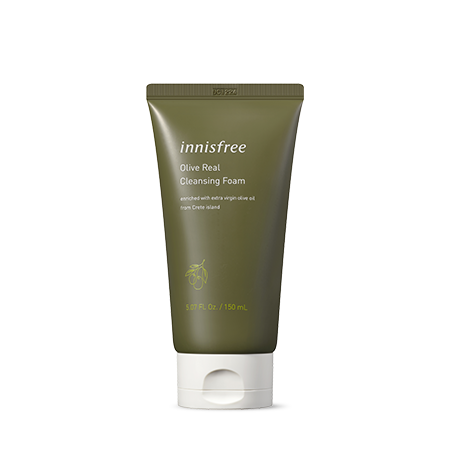 innisfree
Olive Real
Cleansing Foam
enriched with extra virgin olive oil
from Crete island
5.07 Fl. Oz. / 150 mL